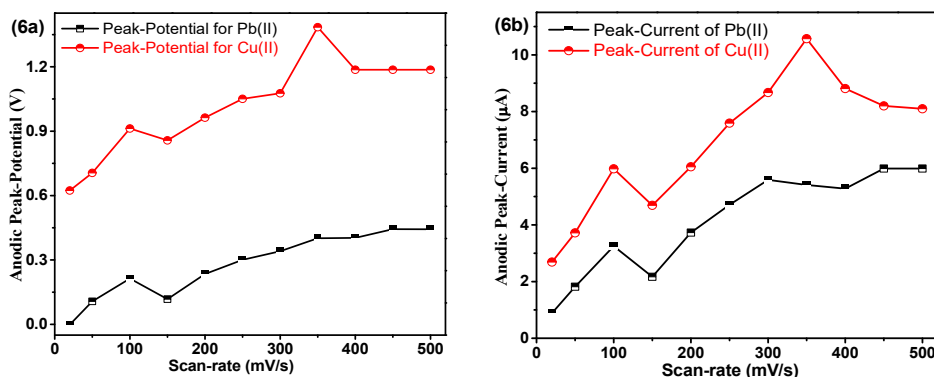 (6a)
Peak-Potential for Pb(II)
Peak-Potential for Cu(II)
Anodic Peak-Potential (V)
1.2
0.9
0.6
0.3
0.0
0 100 200 300 400 500
Scan-rate (mV/s)
(6b)
Peak-Current of Pb(II)
Peak-Current of Cu(II)
Anodic Peak-Current (µA)
10
8
6
4
2
0
0 100 200 300 400 500
Scan-rate (mV/s)